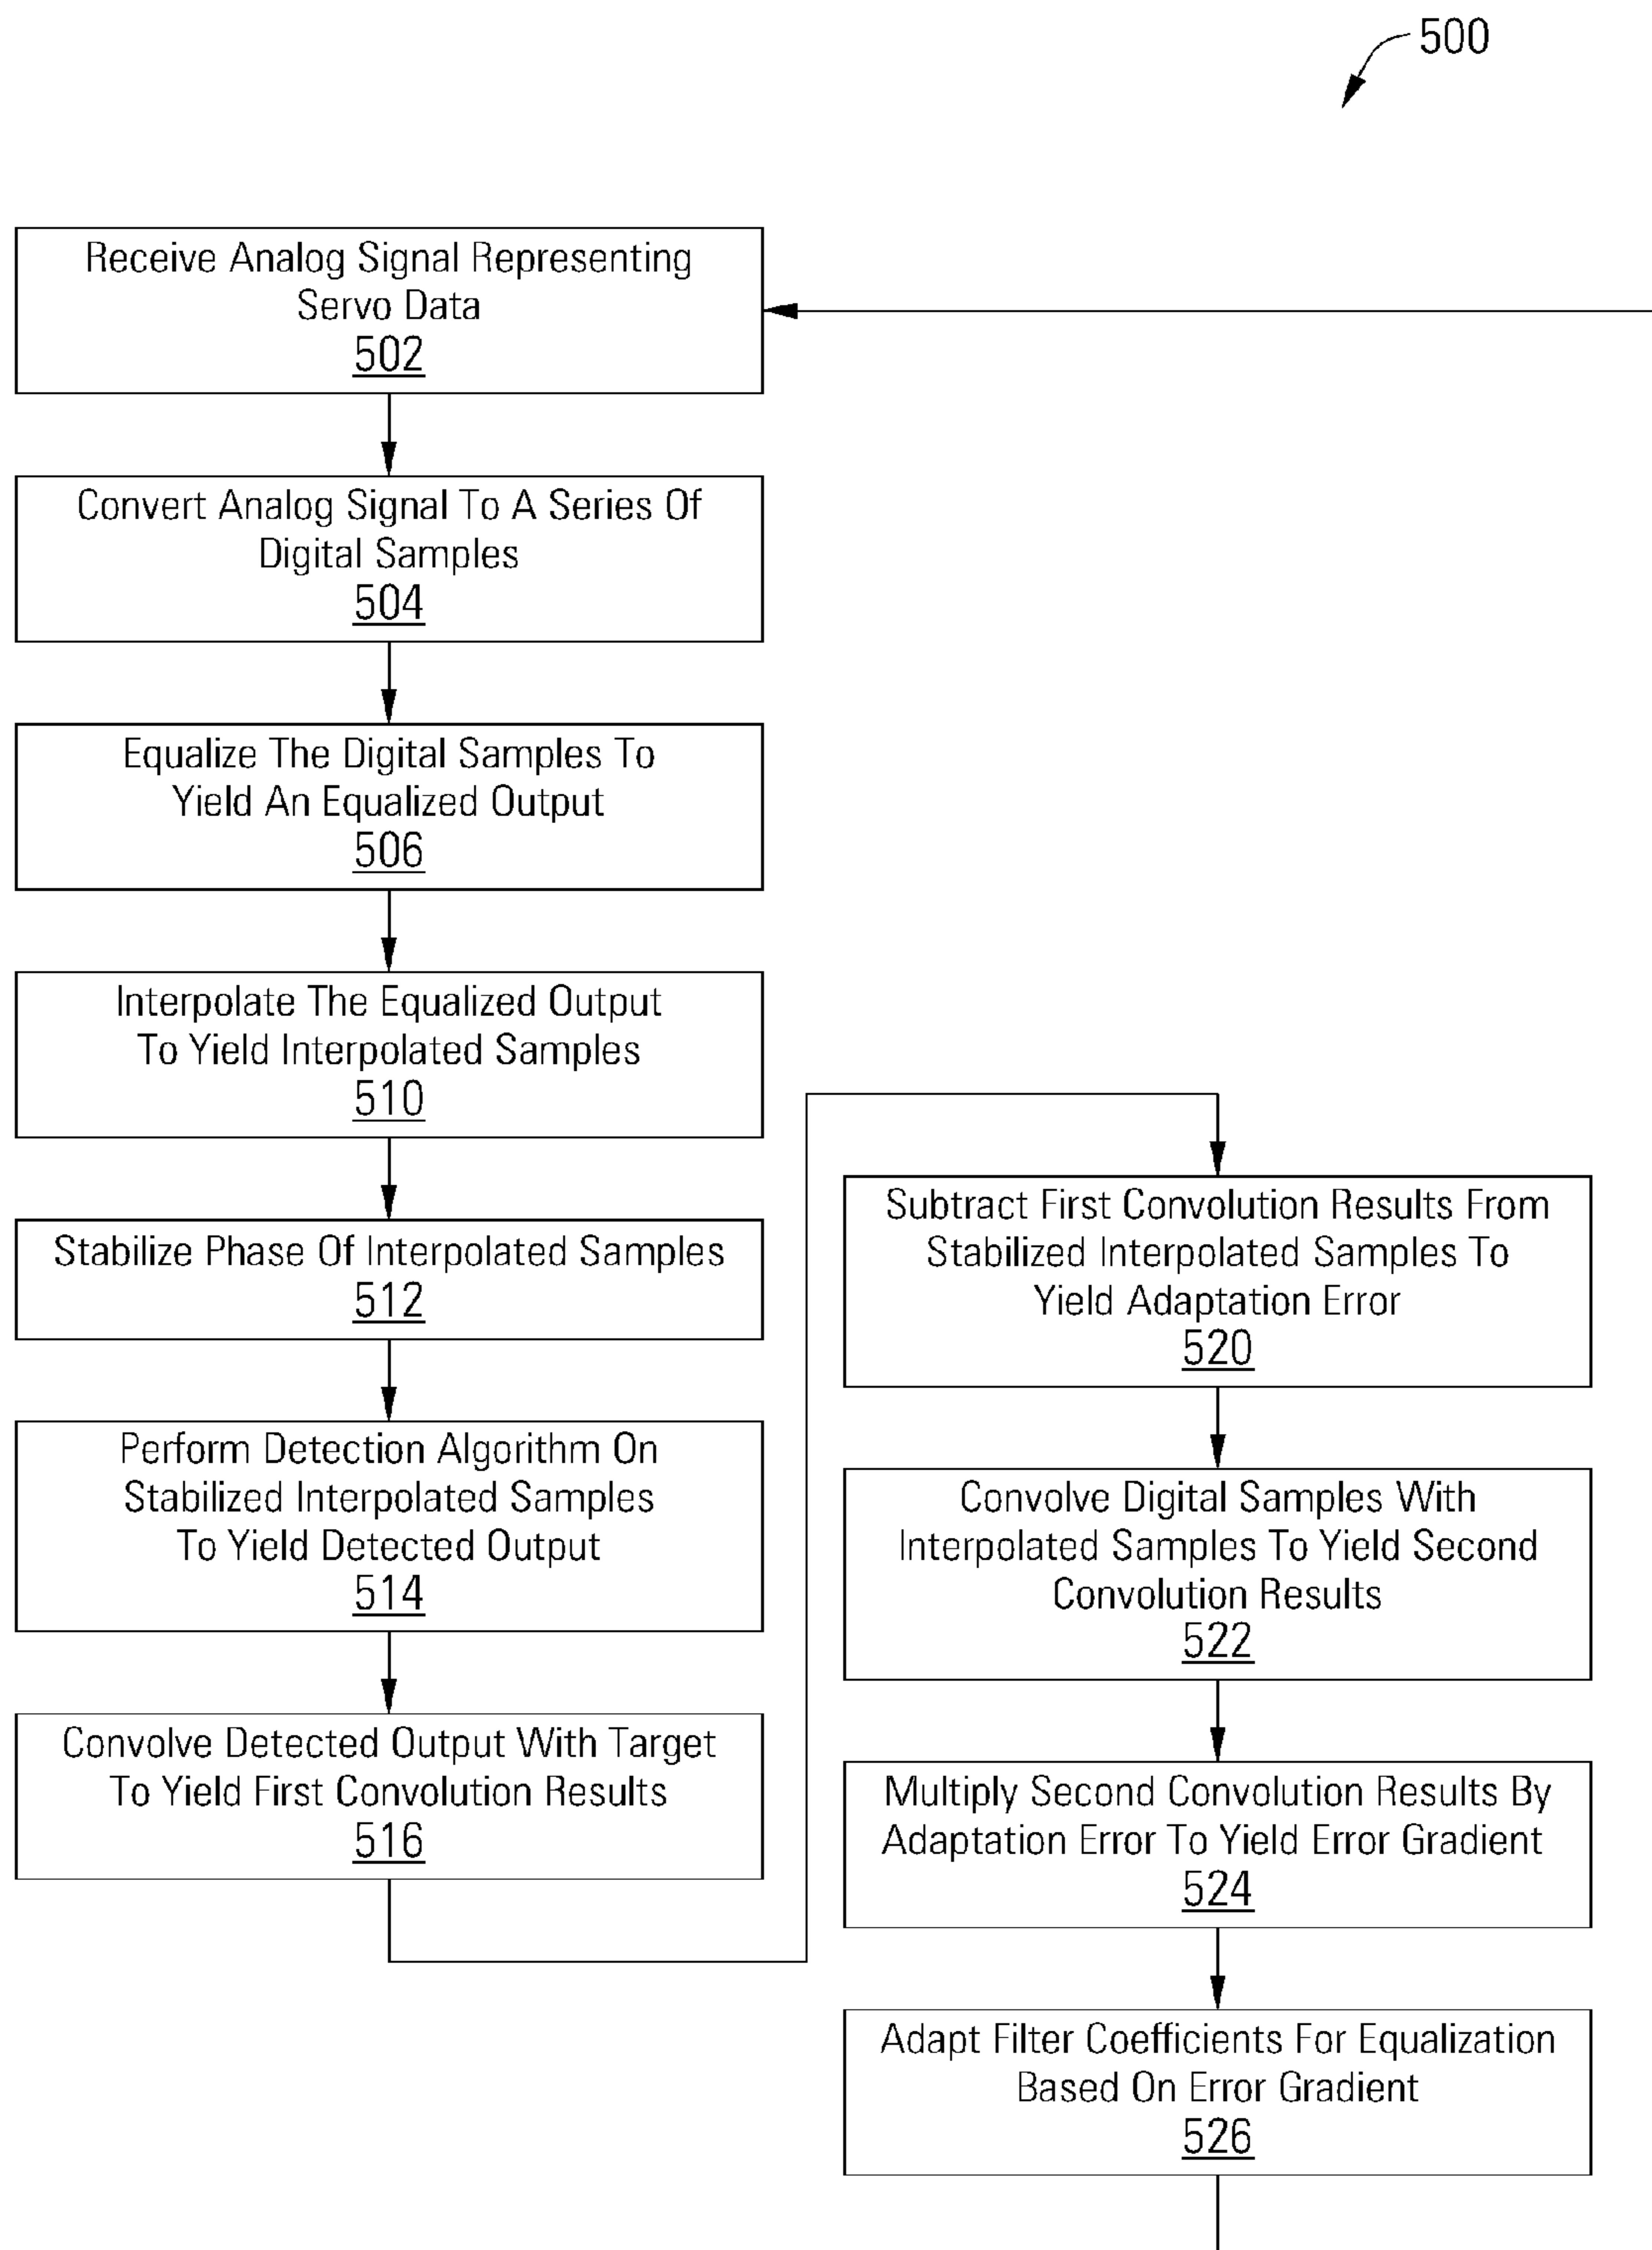 500
Receive Analog Signal Representing
Servo Data
502
Convert Analog Signal To A Series Of
Digital Samples
504
Equalize The Digital Samples To
Yield An Equalized Output
506
Interpolate The Equalized Output
To Yield Interpolated Samples
510
Stabilize Phase Of Interpolated Samples
512
Perform Detection Algorithm On
Stabilized Interpolated Samples
To Yield Detected Output
514
Convolve Detected Output With Target
To Yield First Convolution Results
516
Subtract First Convolution Results From
Stabilized Interpolated Samples To
Yield Adaptation Error
520
Convolve Digital Samples With
Interpolated Samples To Yield Second
Convolution Results
522
Multiply Second Convolution Results By
Adaptation Error To Yield Error Gradient
524
Adapt Filter Coefficients For Equalization
Based On Error Gradient
526